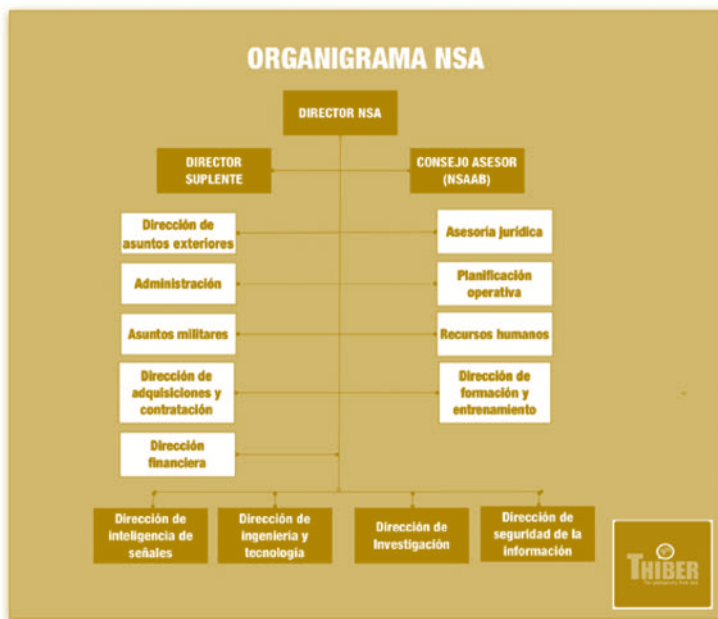 ORGANIGRAMA NSA
DIRECTOR NSA
DIRECTOR
SUPLENTE
CONSEJO ASESOR
(NSAAB)
Dirección de
asuntos exteriores
Asesoría jurídica
Administración
Planificación
operativa
Asuntos militares
Recursos humanos
Dirección de
adquisiciones y
contratación
Dirección de
formación y
entrenamiento
Dirección
financiera
Dirección de
inteligencia de
señales
Dirección de
ingeniería y
tecnología
Dirección de
Investigación
Dirección de
seguridad de la
información
THIBER